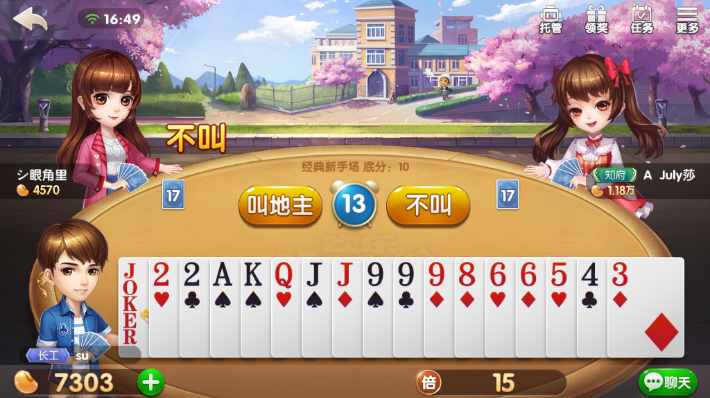 16:49
托管 领奖 任务 更多
不叫
シ眼角里
4570
经典新手场 底分：10
知府 A July莎
1.18万
17
叫地主 13 不叫
17
JOKER 2 2 A K Q J J 9 9 9 8 6 6 5 4 3
长工 su
7303
倍 15
聊天